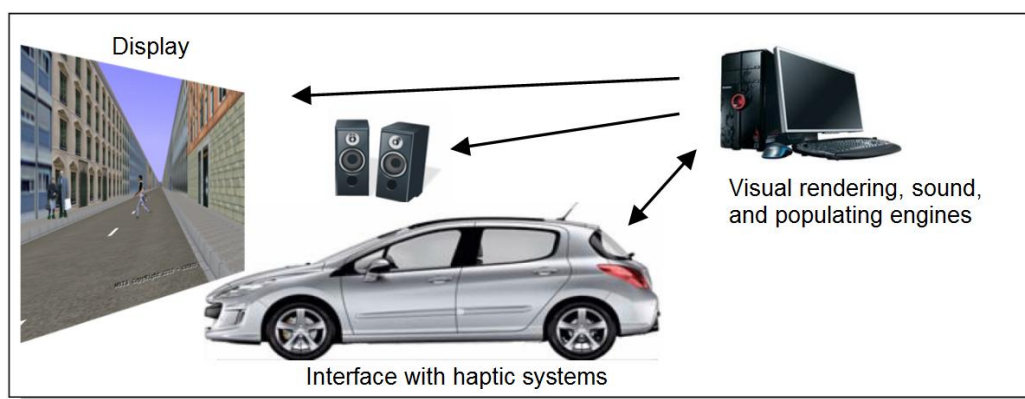 Display
Visual rendering, sound,
and populating engines
Interface with haptic systems